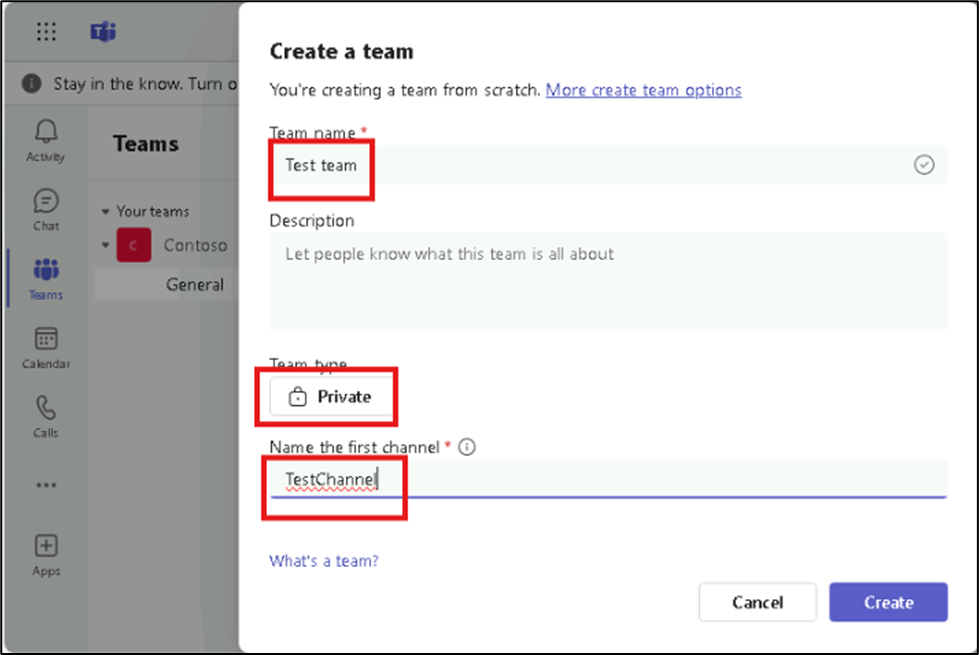 Create a team
You're creating a team from scratch. More create team options
Stay in the know. Turn o
Team name *
Test team
Activity
Teams
Description
Let people know what this team is all about
Chat
Your teams
C
Contoso
General
Teams
Team type
Private
Calendar
Name the first channel *
TestChannel
Calls
What's a team?
Apps
Cancel
Create